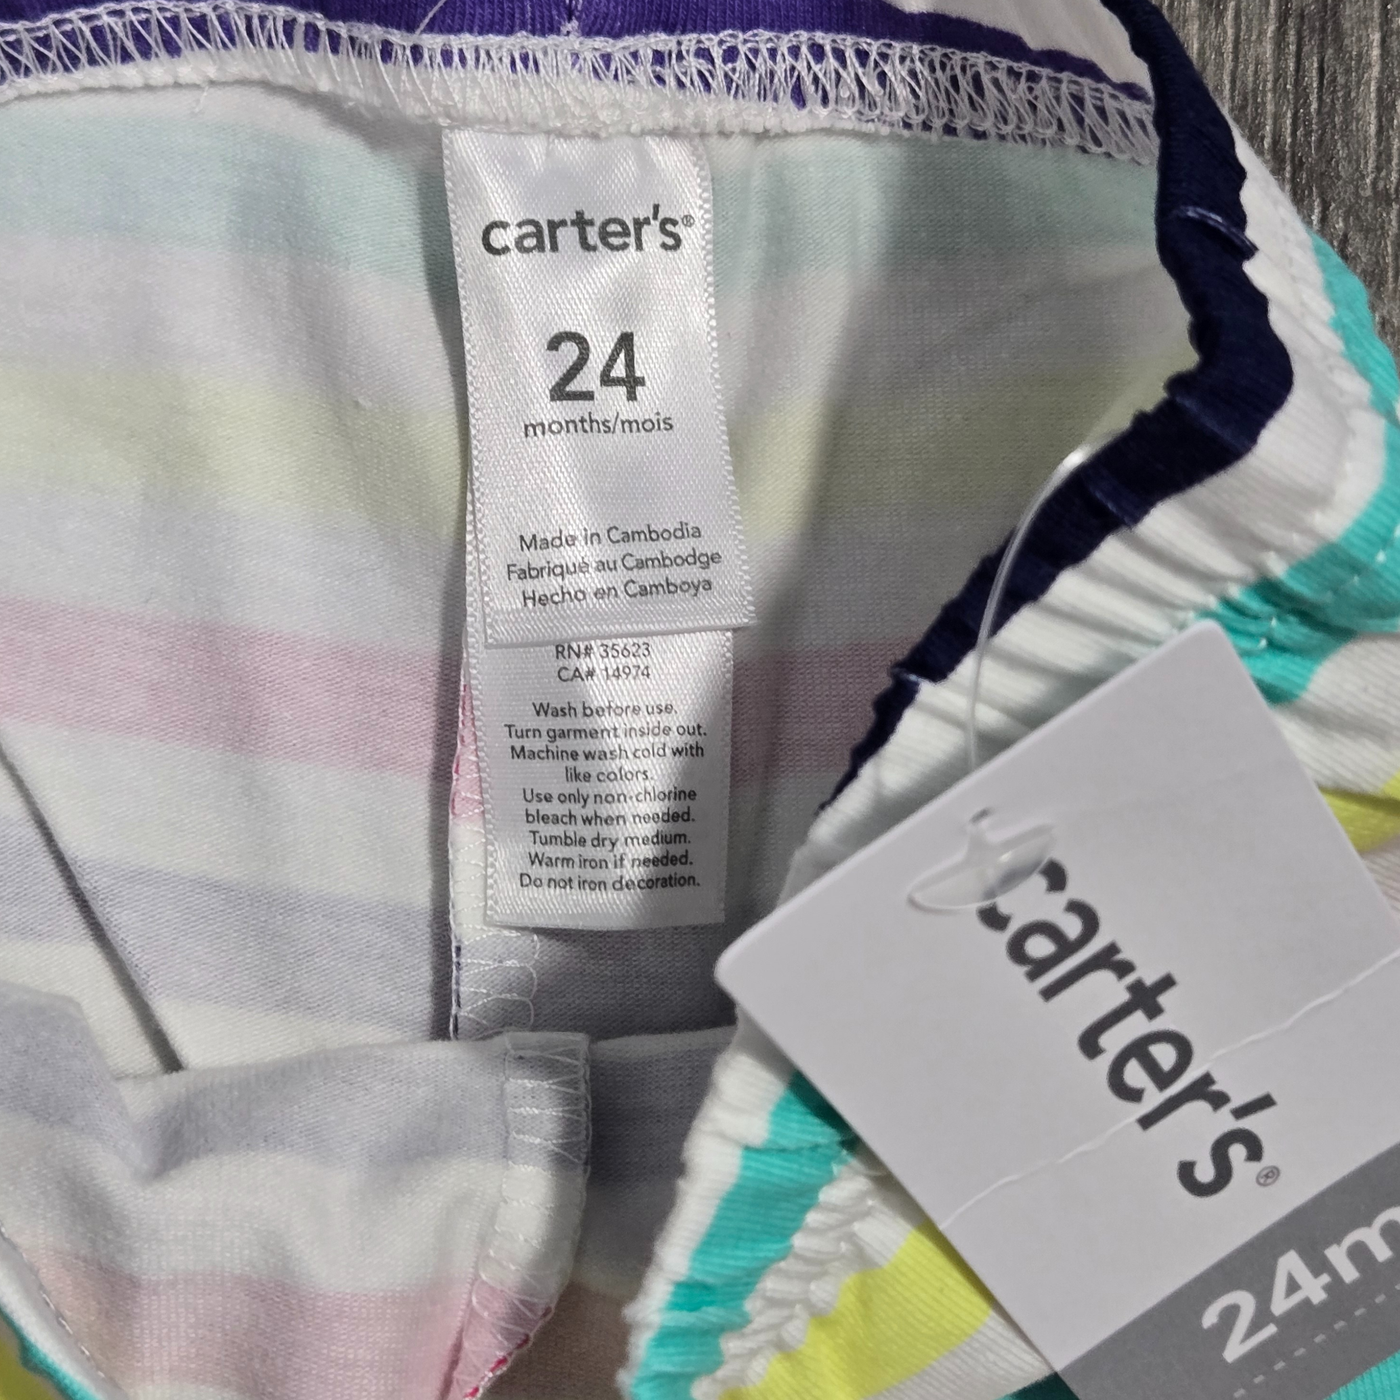 carter's®
24
months/mois
Made in Cambodia
Fabriqué au Cambodge
Hecho en Camboya
RN# 35623
CA# 14974
Wash before use.
Turn garment inside out.
Machine wash cold with
like colors.
Use only non-chlorine
bleach when needed.
Tumble dry medium.
Warm iron if needed.
Do not iron decoration.
carter's®
24m